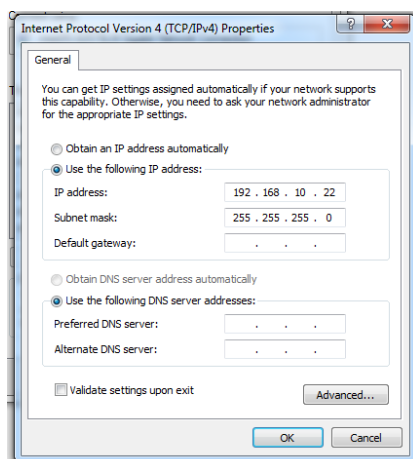 Internet Protocol Version 4 (TCP/IPv4) Properties
General
You can get IP settings assigned automatically if your network supports
this capability. Otherwise, you need to ask your network administrator
for the appropriate IP settings.
Obtain an IP address automatically
Use the following IP address:
IP address: 192 . 168 . 10 . 22
Subnet mask: 255 . 255 . 255 . 0
Default gateway: . . .
Obtain DNS server address automatically
Use the following DNS server addresses:
Preferred DNS server: . . .
Alternate DNS server: . . .
Validate settings upon exit
Advanced...
OK Cancel